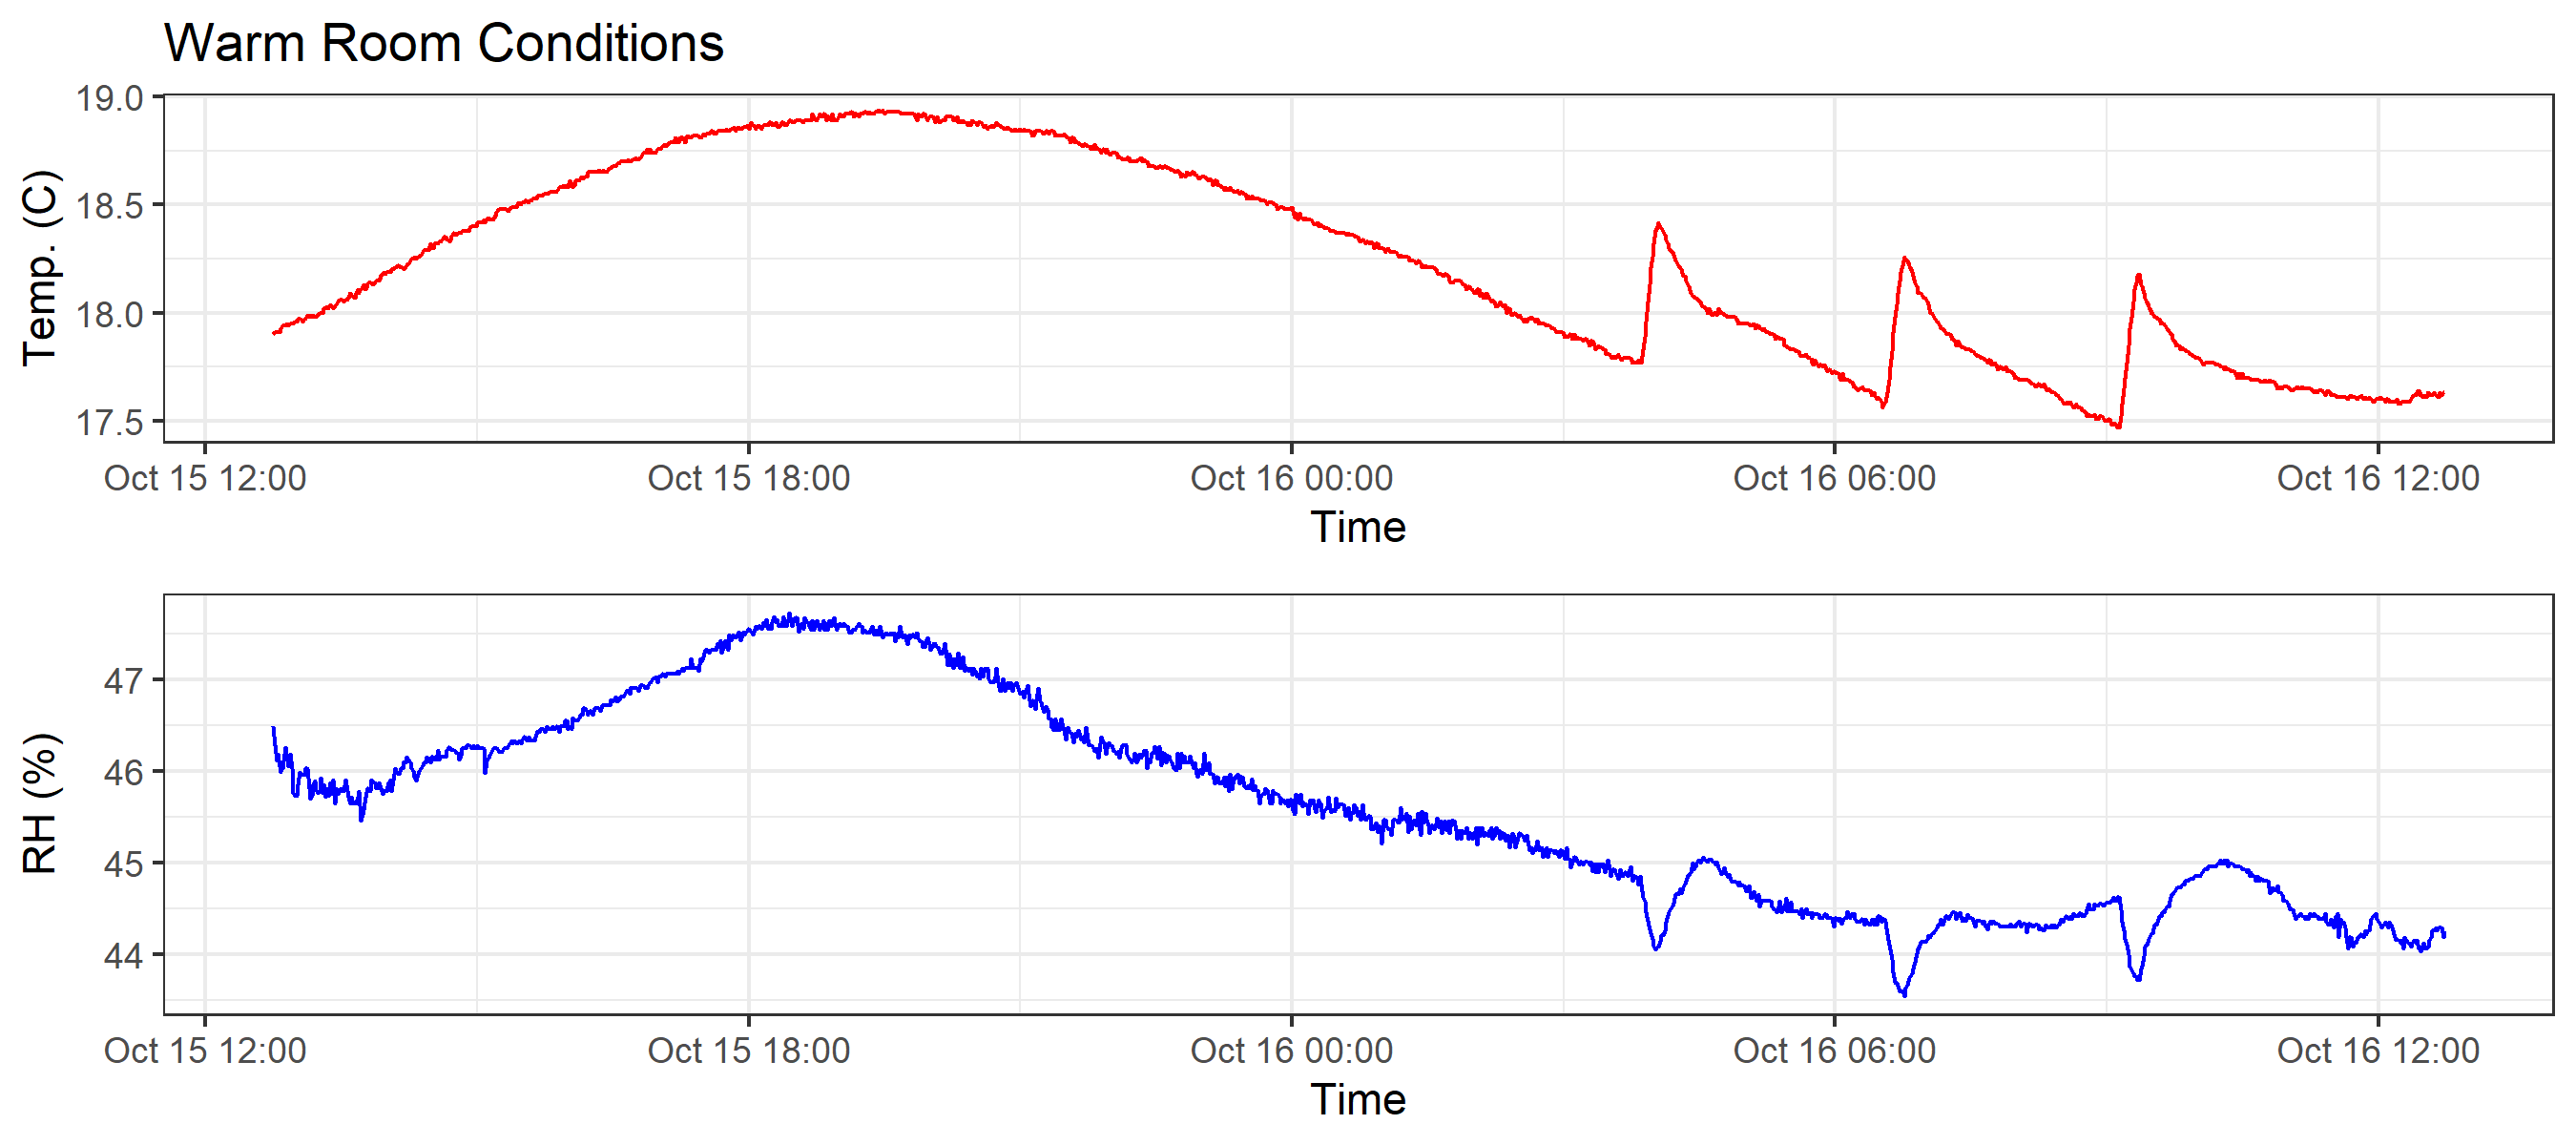 Warm Room Conditions
Temp. (C)
19.0
18.5
18.0
17.5
Oct 15 12:00 Oct 15 18:00 Oct 16 00:00 Oct 16 06:00 Oct 16 12:00
Time
RH (%)
47
46
45
44
Oct 15 12:00 Oct 15 18:00 Oct 16 00:00 Oct 16 06:00 Oct 16 12:00
Time